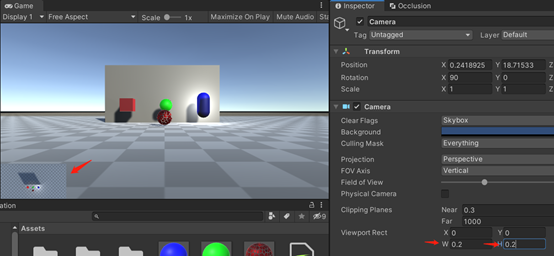 Game
Display 1 Free Aspect Scale 1x Maximize On Play Mute Audio Sta
ation
9
Assets
Inspector Occlusion
Camera
Tag Untagged Layer Default
Transform
Position X 0.2418925 Y 18.71533 Z
Rotation X 90 Y 0 Z
Scale X 1 Y 1 Z
Camera
Clear Flags Skybox
Background
Culling Mask Everything
Projection Perspective
FOV Axis Vertical
Field of View
Physical Camera
Clipping Planes Near 0.3
Far 1000
Viewport Rect X 0 Y 0
W 0.2 H 0.2